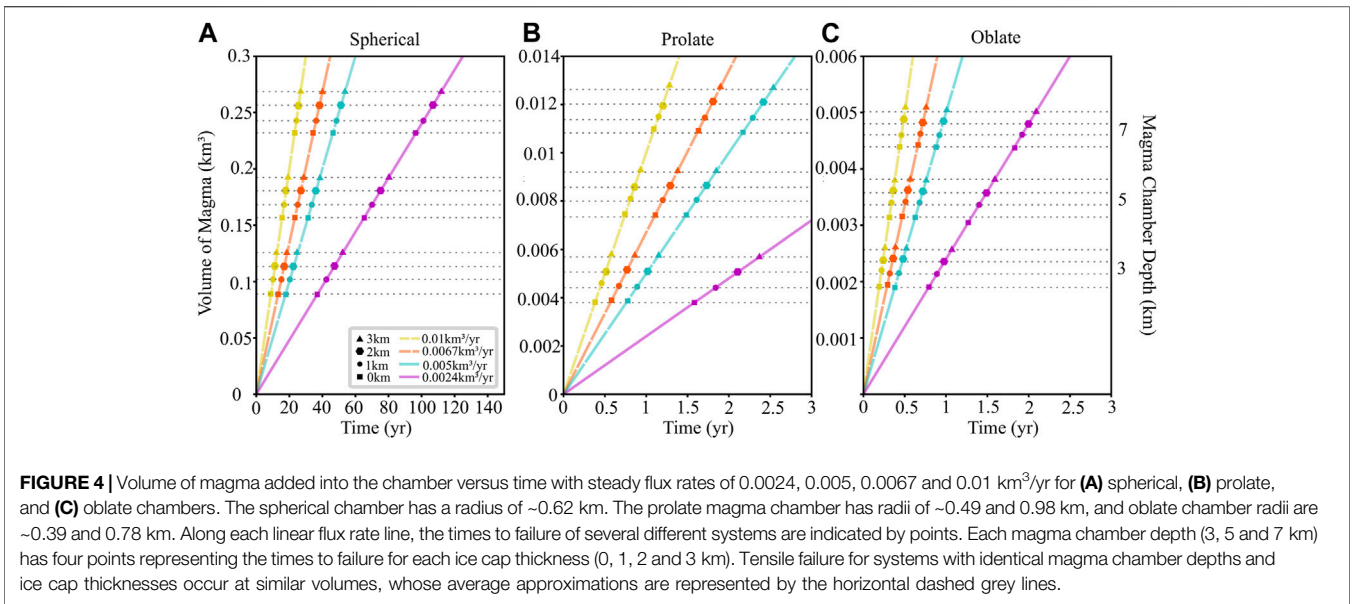 A Spherical
B Prolate
C Oblate
0.3
0.25
0.2
0.15
0.1
0.05
0
Volume of Magma (km³)
0 20 40 60 80 100 120 140
Time (yr)
▲ 3km 0.01km³/yr
⬢ 2km 0.0067km³/yr
● 1km 0.005km³/yr
■ 0km 0.0024km³/yr
0.014
0.012
0.01
0.008
0.006
0.004
0.002
0
0 0.5 1 1.5 2 2.5 3
Time (yr)
0.006
0.005
0.004
0.003
0.002
0.001
0 0.5 1 1.5 2 2.5 3
Time (yr)
7
5
3
Magma Chamber Depth (km)
FIGURE 4 | Volume of magma added into the chamber versus time with steady flux rates of 0.0024, 0.005, 0.0067 and 0.01 km³/yr for (A) spherical, (B) prolate,
and (C) oblate chambers. The spherical chamber has a radius of ~0.62 km. The prolate magma chamber has radii of ~0.49 and 0.98 km, and oblate chamber radii are
~0.39 and 0.78 km. Along each linear flux rate line, the times to failure of several different systems are indicated by points. Each magma chamber depth (3, 5 and 7 km)
has four points representing the times to failure for each ice cap thickness (0, 1, 2 and 3 km). Tensile failure for systems with identical magma chamber depths and
ice cap thicknesses occur at similar volumes, whose average approximations are represented by the horizontal dashed grey lines.